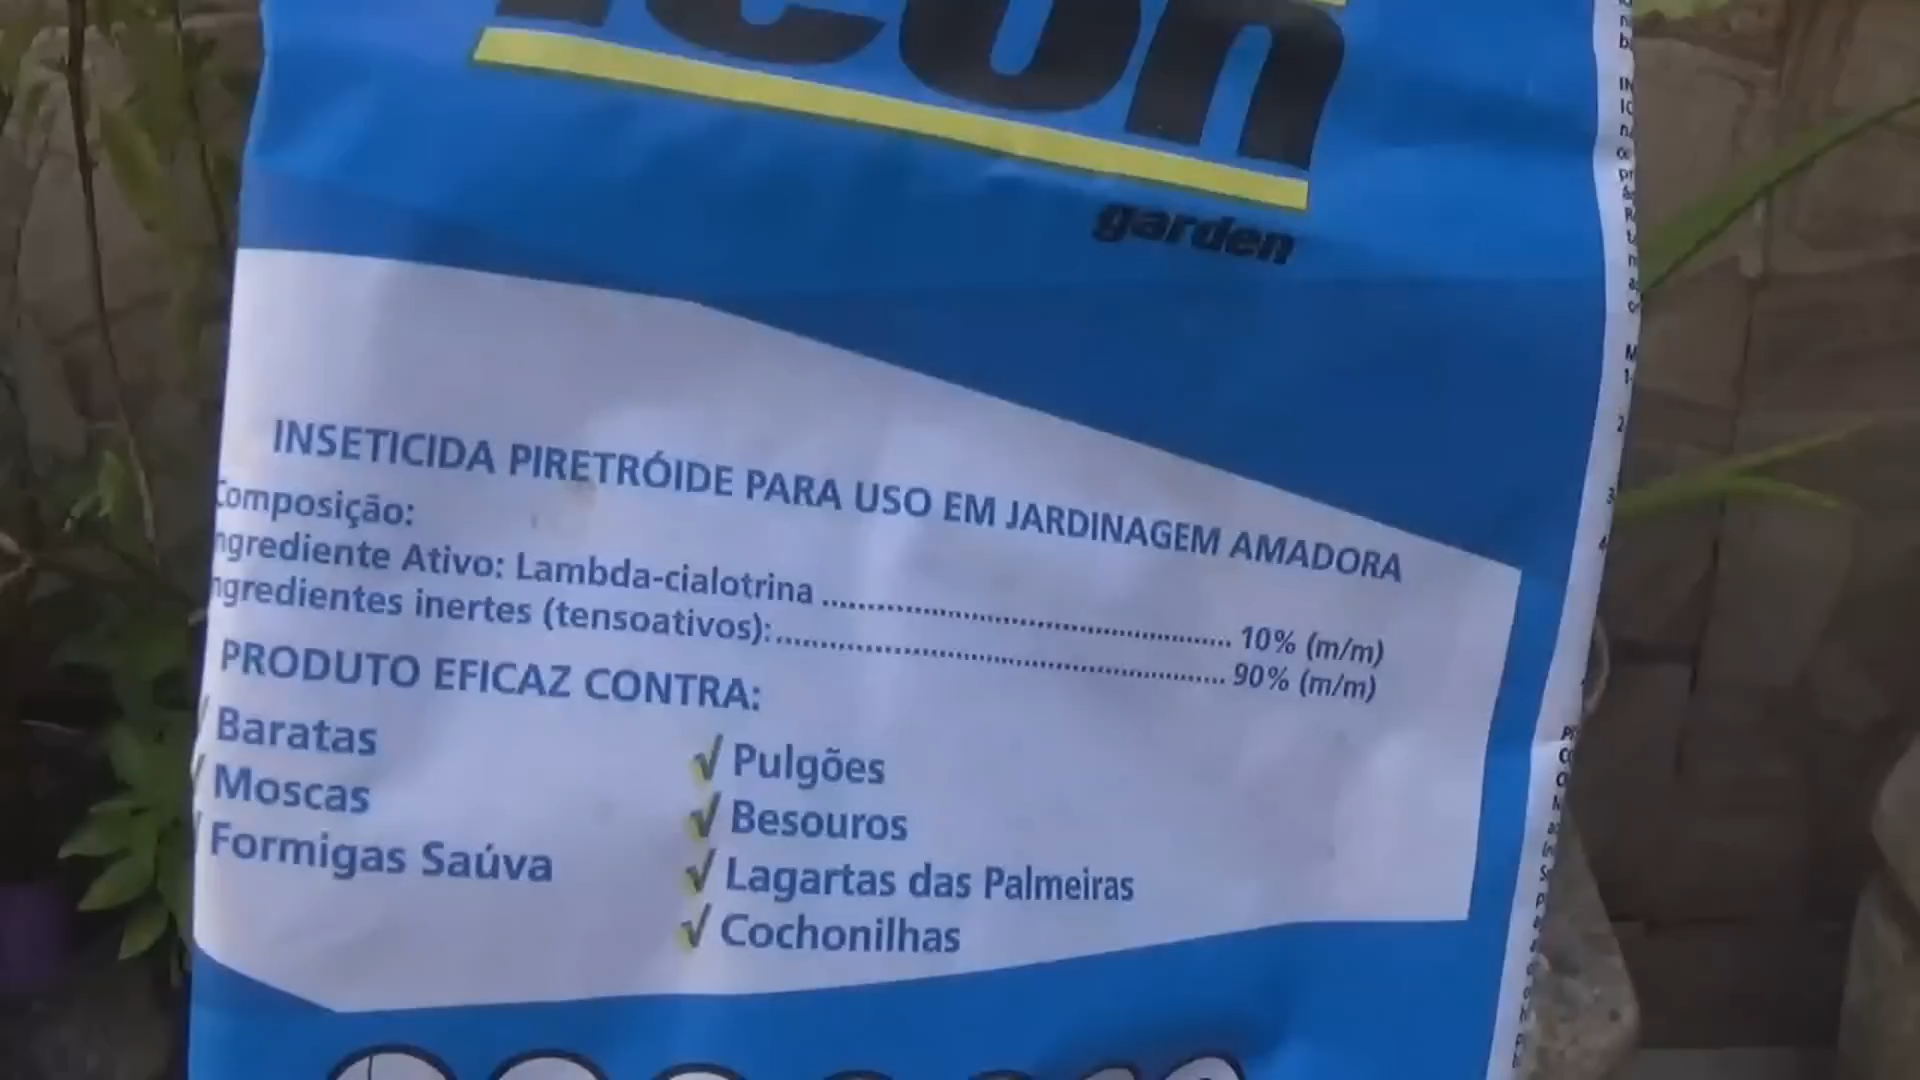 icon
garden
INSETICIDA PIRETRÓIDE PARA USO EM JARDINAGEM AMADORA
Composição:
ngrediente Ativo: Lambda-cialotrina ........................................ 10% (m/m)
ngredientes inertes (tensoativos):............................................ 90% (m/m)
PRODUTO EFICAZ CONTRA:
√ Baratas
√ Moscas
√ Formigas Saúva
√ Pulgões
√ Besouros
√ Lagartas das Palmeiras
√ Cochonilhas